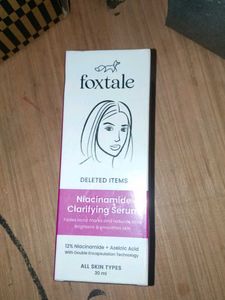 foxtale
DELETED ITEMS
Niacinamide
Clarifying Serum
Fades acne marks and reduces acne
Brightens & smoothes skin
12% Niacinamide + Azelaic Acid
With Double Encapsulation Technology
ALL SKIN TYPES
30 ml